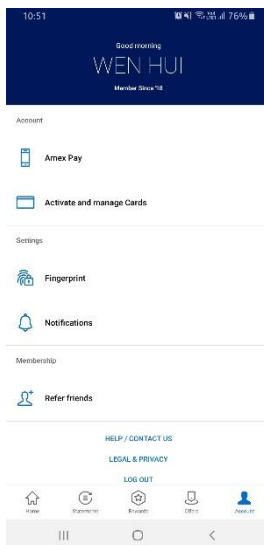 10:51
76%
Good morning
WEN HUI
Member Since '18
Account
Amex Pay
Activate and manage Cards
Settings
Fingerprint
Notifications
Membership
Refer friends
HELP / CONTACT US
LEGAL & PRIVACY
LOG OUT
Home Statements Rewards Offers Account